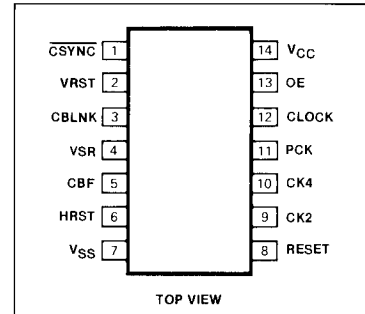 CSYNC 1 14 VCC
VRST 2 13 OE
CBLNK 3 12 CLOCK
VSR 4 11 PCK
CBF 5 10 CK4
HRST 6 9 CK2
VSS 7 8 RESET
TOP VIEW